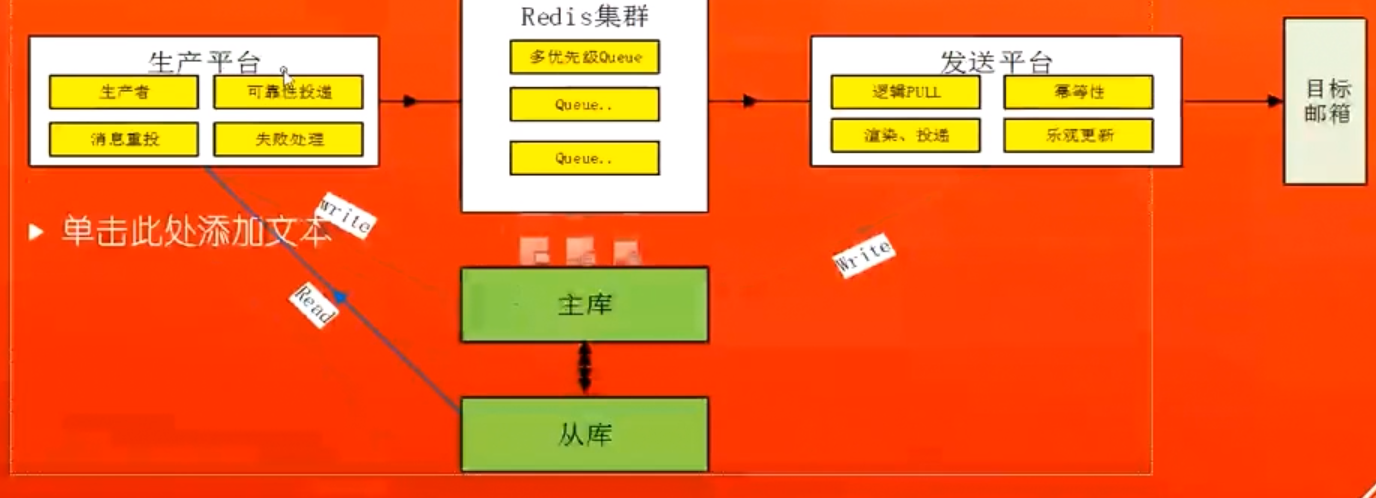 Redis集群
生产平台
发送平台
多优先级Queue
生产者
可靠性投递
逻辑PULL
幂等性
目标
邮箱
Queue..
消息重投
失败处理
渲染、投递
乐观更新
Queue..
write
单击此处添加文本
Write
Read
主库
从库